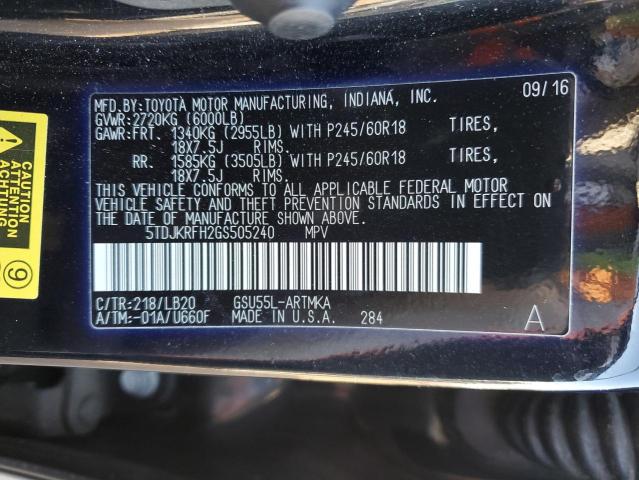 MFD.BY:TOYOTA MOTOR MANUFACTURING, INDIANA, INC. 09/16
GVWR:2720KG (6000LB)
GAWR:FRT. 1340KG (2955LB) WITH P245/60R18 TIRES,
18X7.5J RIMS.
RR. 1585KG (3505LB) WITH P245/60R18 TIRES,
18X7.5J RIMS.
THIS VEHICLE CONFORMS TO ALL APPLICABLE FEDERAL MOTOR
VEHICLE SAFETY AND THEFT PREVENTION STANDARDS IN EFFECT ON
THE DATE OF MANUFACTURE SHOWN ABOVE.
5TDJKRFH2GS505240 MPV
C/TR:218/LB20 GSU55L-ARTMKA
A/TM:-01A/U660F MADE IN U.S.A. 284 A
CAUTION
ATTENTION
ACHTUNG
9